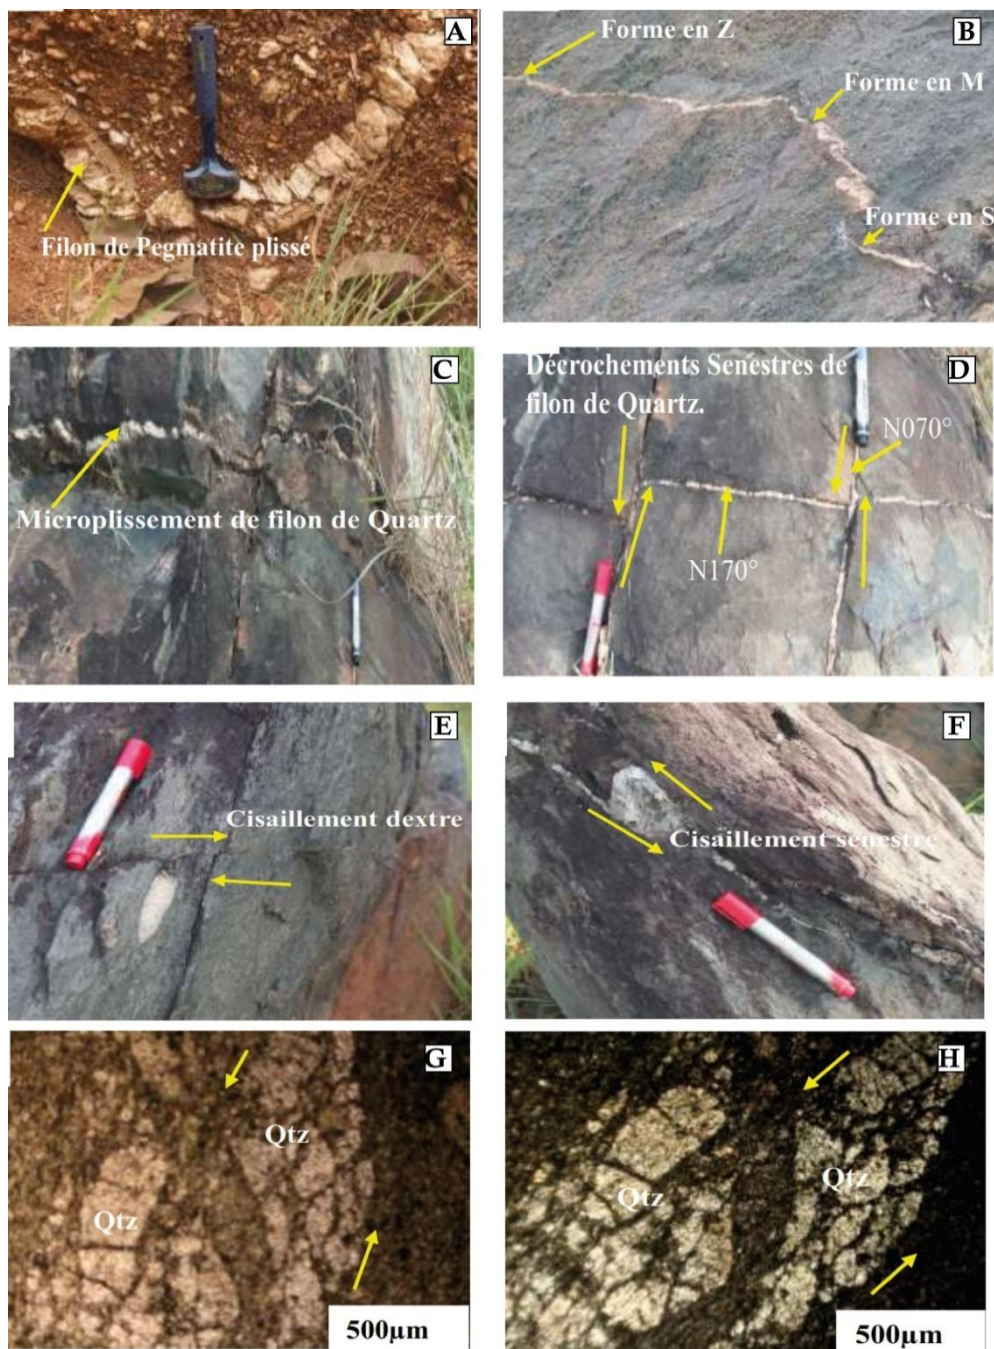 A
Filon de Pegmatite plissé
B
Forme en Z
Forme en M
Forme en S
C
Microplissement de filon de Quartz
D
Décrochements Senestres de
filon de Quartz.
N070°
N170°
E
Cisaillement dextre
F
Cisaillement senestre
G
Qtz
Qtz
500µm
H
Qtz
Qtz
500µm